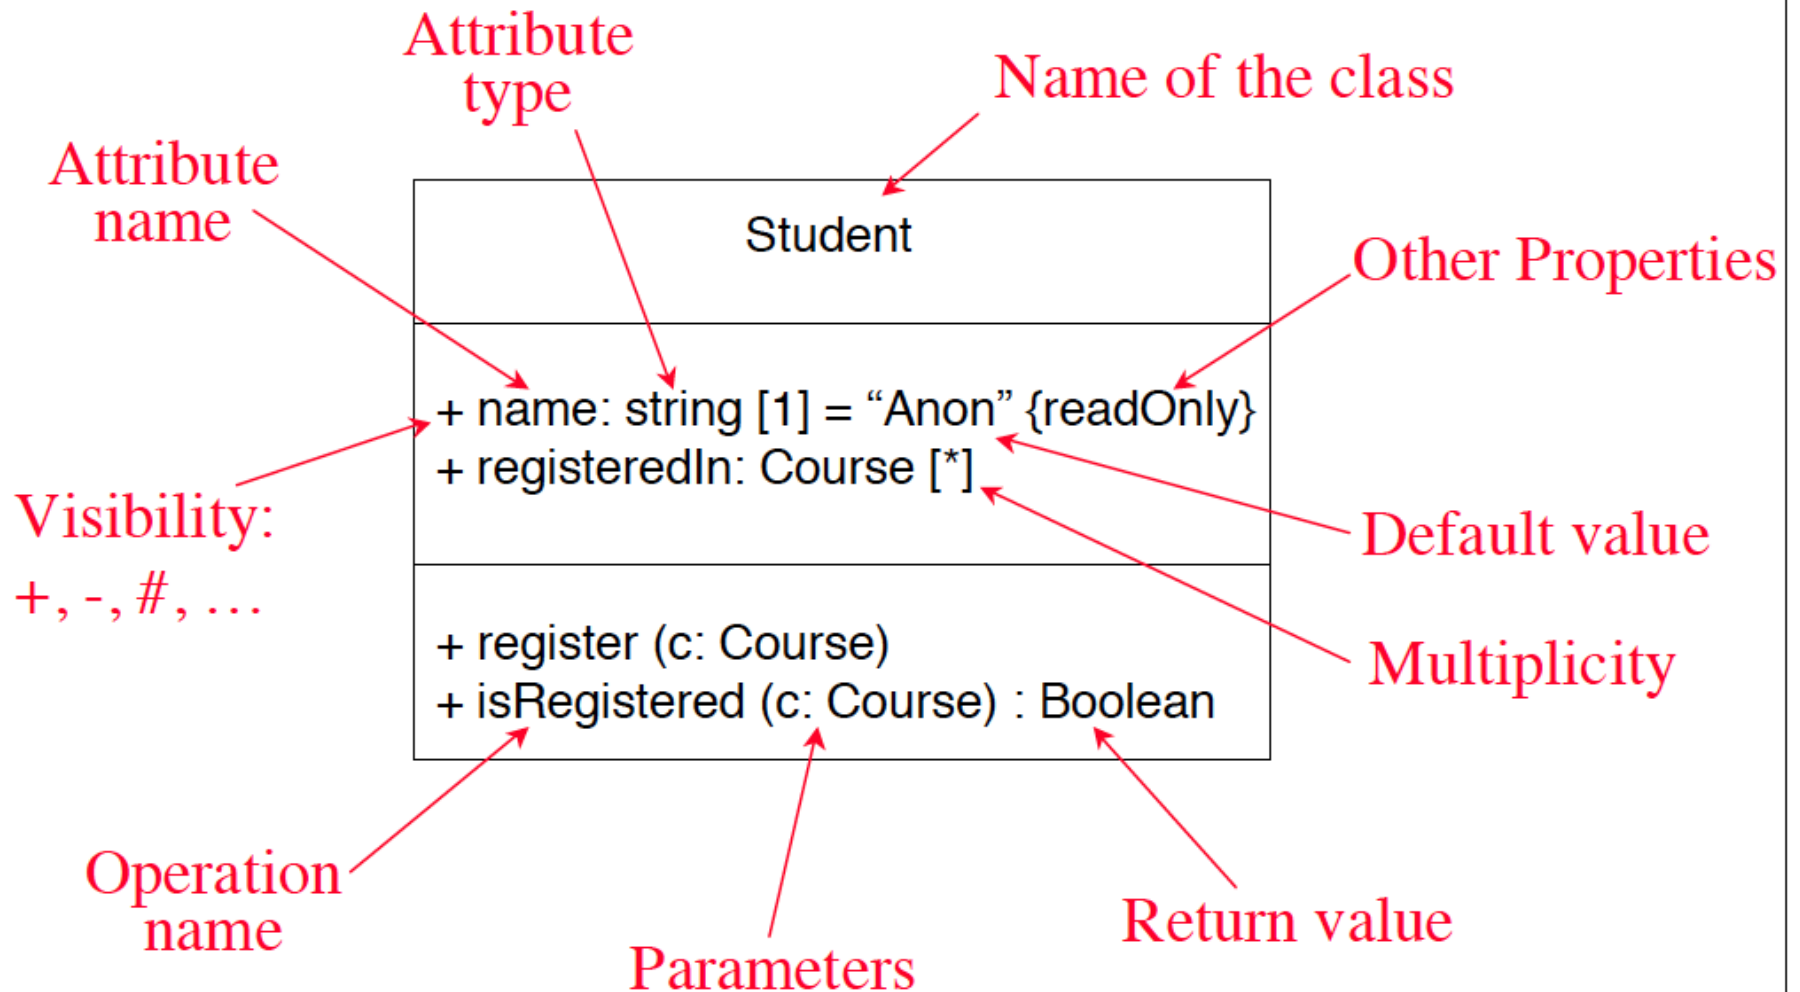 Attribute
type
Name of the class
Attribute
name
Student
Other Properties
+ name: string [1] = “Anon” {readOnly}
+ registeredIn: Course [*]
Visibility:
+, -, #, …
Default value
+ register (c: Course)
+ isRegistered (c: Course) : Boolean
Multiplicity
Operation
name
Parameters
Return value